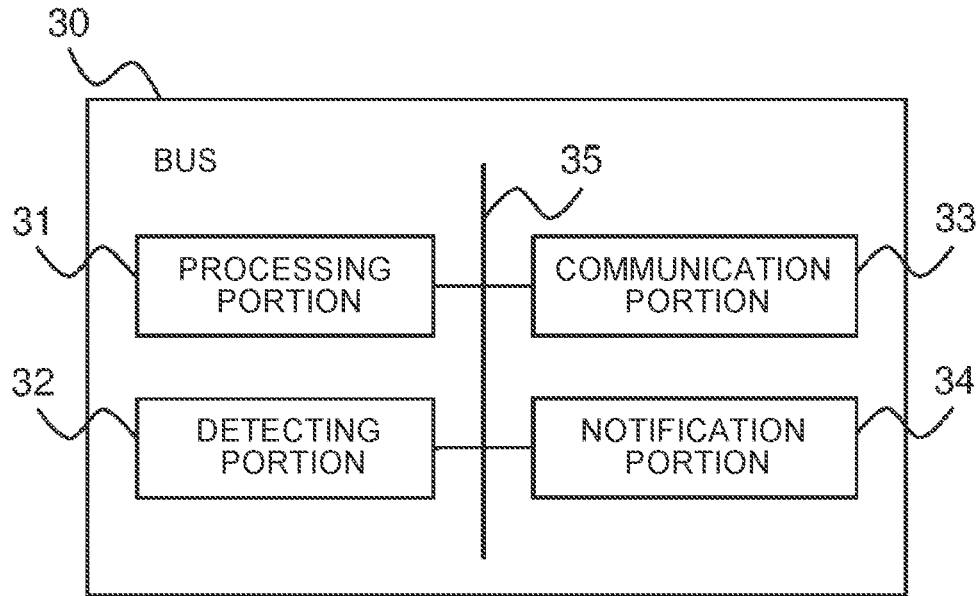 30
BUS
35
31
33
PROCESSING
PORTION
COMMUNICATION
PORTION
32
34
DETECTING
PORTION
NOTIFICATION
PORTION